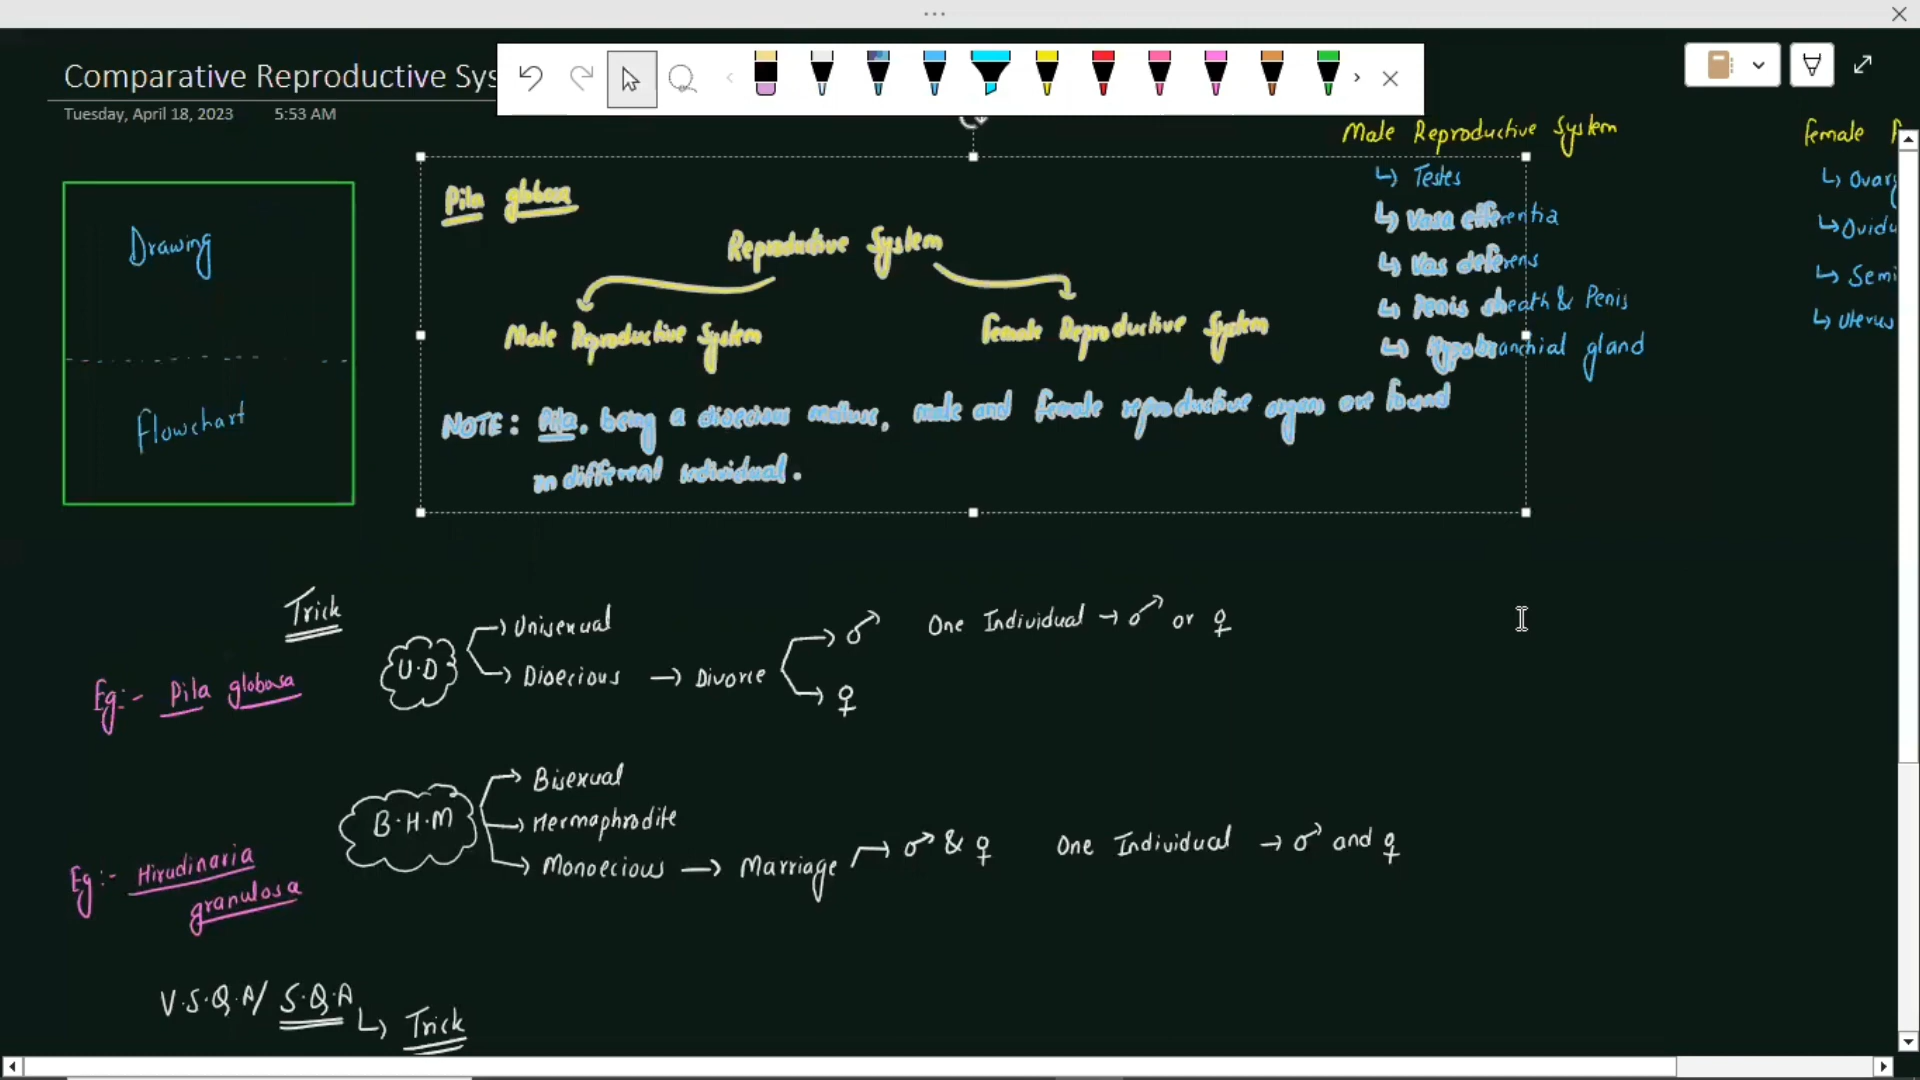 Comparative Reproductive Sys
Tuesday, April 18, 2023 5:53 AM
Drawing
Flowchart
Pila globosa
Reproductive System
Male Reproductive System
Female Reproductive System
NOTE: Pila, being a dioecious mollusc, male and female reproductive organs are found
in different individual.
Male Reproductive System
↳ Testes
↳ Vasa efferentia
↳ Vas deferens
↳ Penis sheath & Penis
↳ Hypobranchial gland
Female R
↳ Ovary
↳ Ovidu
↳ Semi
↳ Uterus
Trick
U.D
→ Unisexual
→ Dioecious → Divorce → ♂
→ ♀
One Individual → ♂ or ♀
Eg:- Pila globosa
B.H.M
→ Bisexual
→ Hermaphrodite
→ Monoecious → Marriage → ♂ & ♀
One Individual → ♂ and ♀
Eg:- Hirudinaria
granulosa
V.S.Q.A/ S.Q.A
↳ Trick